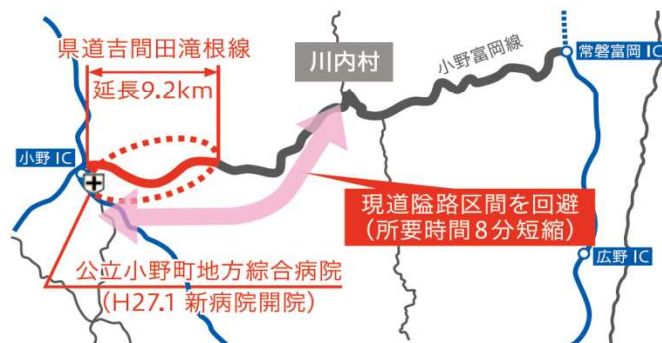 県道吉間田滝根線
延長9.2km
川内村
小野富岡線
常磐富岡 IC
小野 IC
現道隘路区間を回避
(所要時間8分短縮)
広野 IC
公立小野町地方綜合病院
(H27.1 新病院開院)